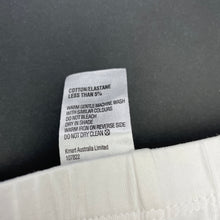 COTTON/ELASTANE
LESS THAN 5%
WARM GENTLE MACHINE WASH
WITH SIMILAR COLOURS
DO NOT BLEACH
DRY IN SHADE
WARM IRON ON REVERSE SIDE
DO NOT DRY CLEAN
Kmart Australia Limited
107822